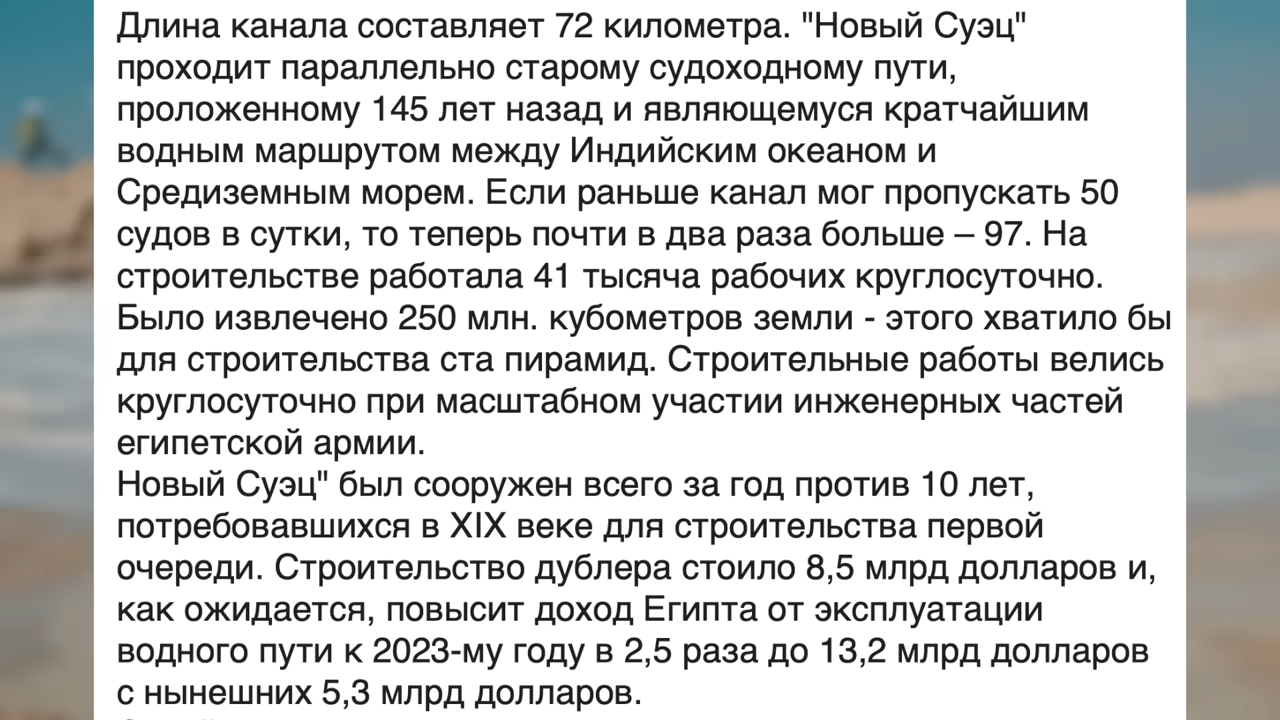 Длина канала составляет 72 километра. "Новый Суэц"
проходит параллельно старому судоходному пути,
проложенному 145 лет назад и являющемуся кратчайшим
водным маршрутом между Индийским океаном и
Средиземным морем. Если раньше канал мог пропускать 50
судов в сутки, то теперь почти в два раза больше – 97. На
строительстве работала 41 тысяча рабочих круглосуточно.
Было извлечено 250 млн. кубометров земли - этого хватило бы
для строительства ста пирамид. Строительные работы велись
круглосуточно при масштабном участии инженерных частей
египетской армии.
Новый Суэц" был сооружен всего за год против 10 лет,
потребовавшихся в XIX веке для строительства первой
очереди. Строительство дублера стоило 8,5 млрд долларов и,
как ожидается, повысит доход Египта от эксплуатации
водного пути к 2023-му году в 2,5 раза до 13,2 млрд долларов
с нынешних 5,3 млрд долларов.